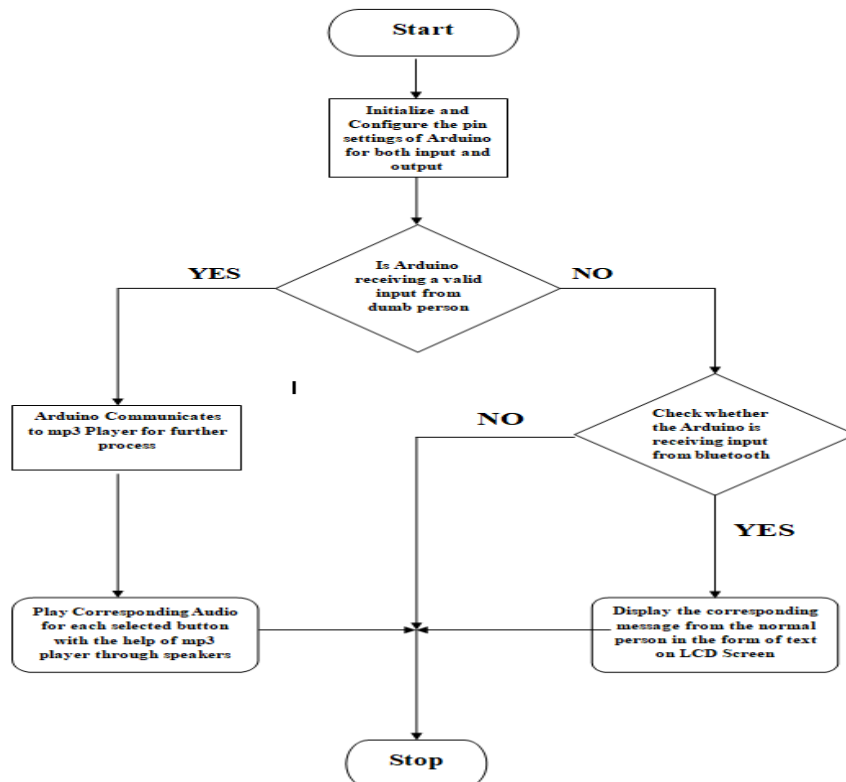 Start
Initialize and
Configure the pin
settings of Arduino
for both input and
output
YES
Is Arduino
receiving a valid
input from
dumb person
NO
Arduino Communicates
to mp3 Player for further
process
NO
Check whether
the Arduino is
receiving input
from bluetooth
YES
Play Corresponding Audio
for each selected button
with the help of mp3
player through speakers
Display the corresponding
message from the normal
person in the form of text
on LCD Screen
Stop